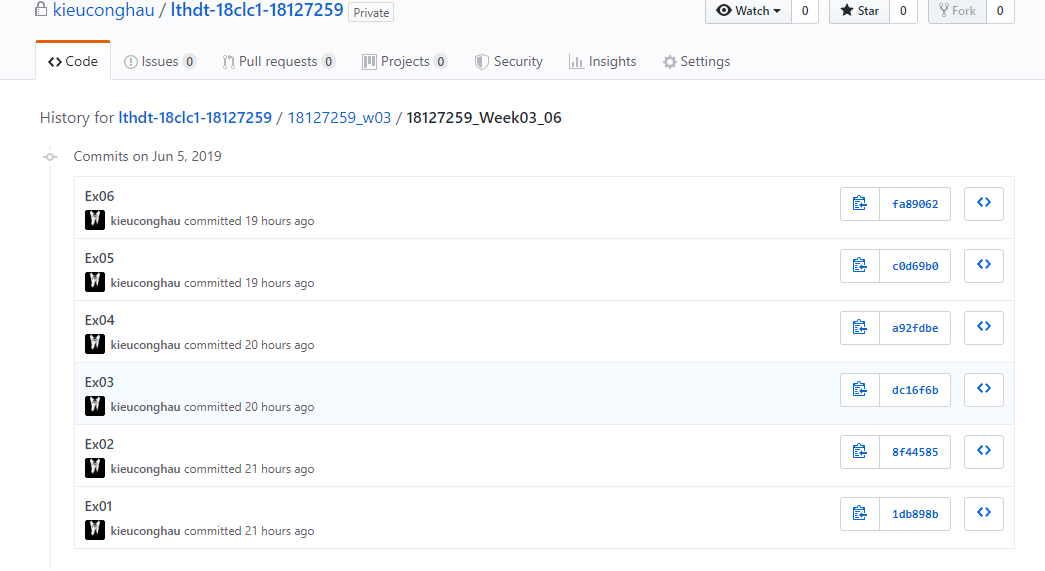 kieuconghau / lthdt-18clc1-18127259 Private Watch 0 Star 0 Fork 0
Code Issues 0 Pull requests 0 Projects 0 Security Insights Settings
History for lthdt-18clc1-18127259 / 18127259_w03 / 18127259_Week03_06
Commits on Jun 5, 2019
Ex06
kieuconghau committed 19 hours ago fa89062
Ex05
kieuconghau committed 19 hours ago c0d69b0
Ex04
kieuconghau committed 20 hours ago a92fdbe
Ex03
kieuconghau committed 20 hours ago dc16f6b
Ex02
kieuconghau committed 21 hours ago 8f44585
Ex01
kieuconghau committed 21 hours ago 1db898b